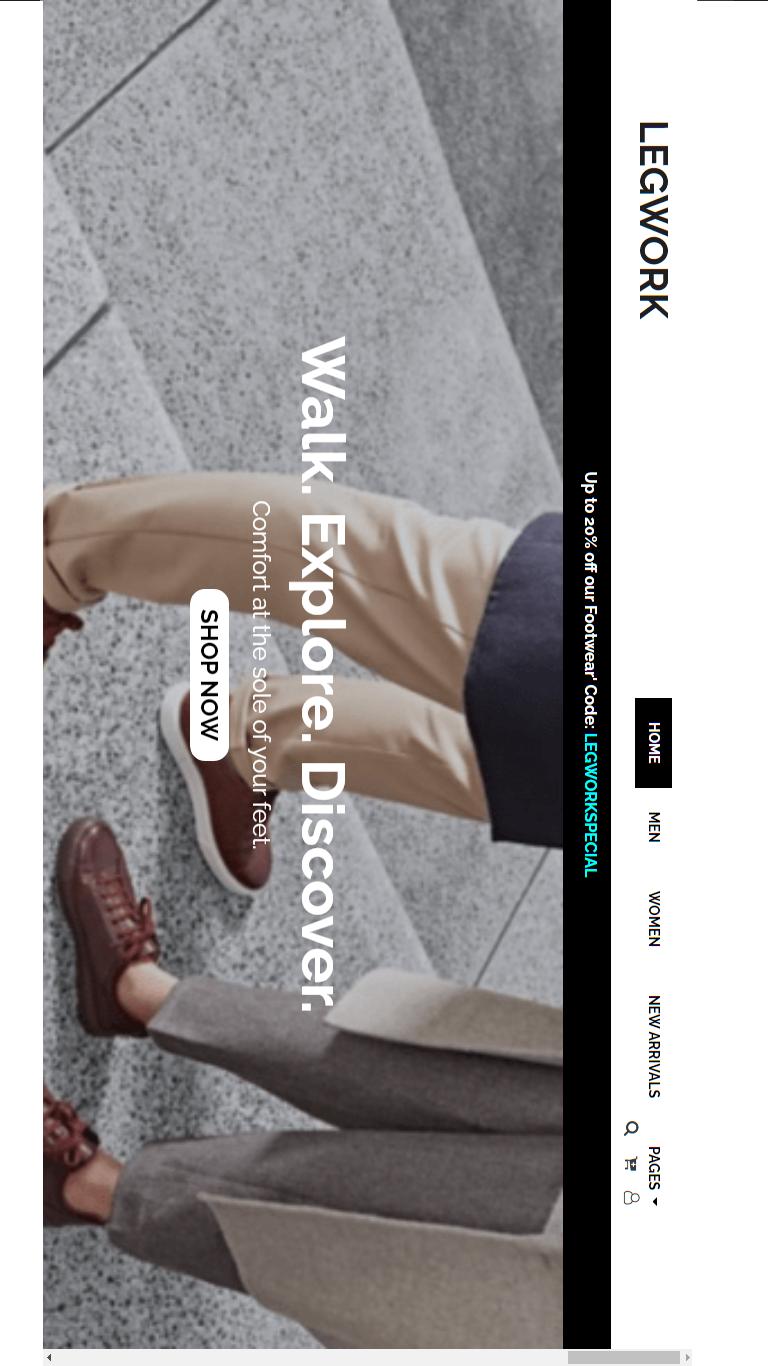 LEGWORK
HOME MEN WOMEN NEW ARRIVALS PAGES
Up to 20% off our Footwear' Code: LEGWORKSPECIAL
Walk. Explore. Discover.
Comfort at the sole of your feet.
SHOP NOW